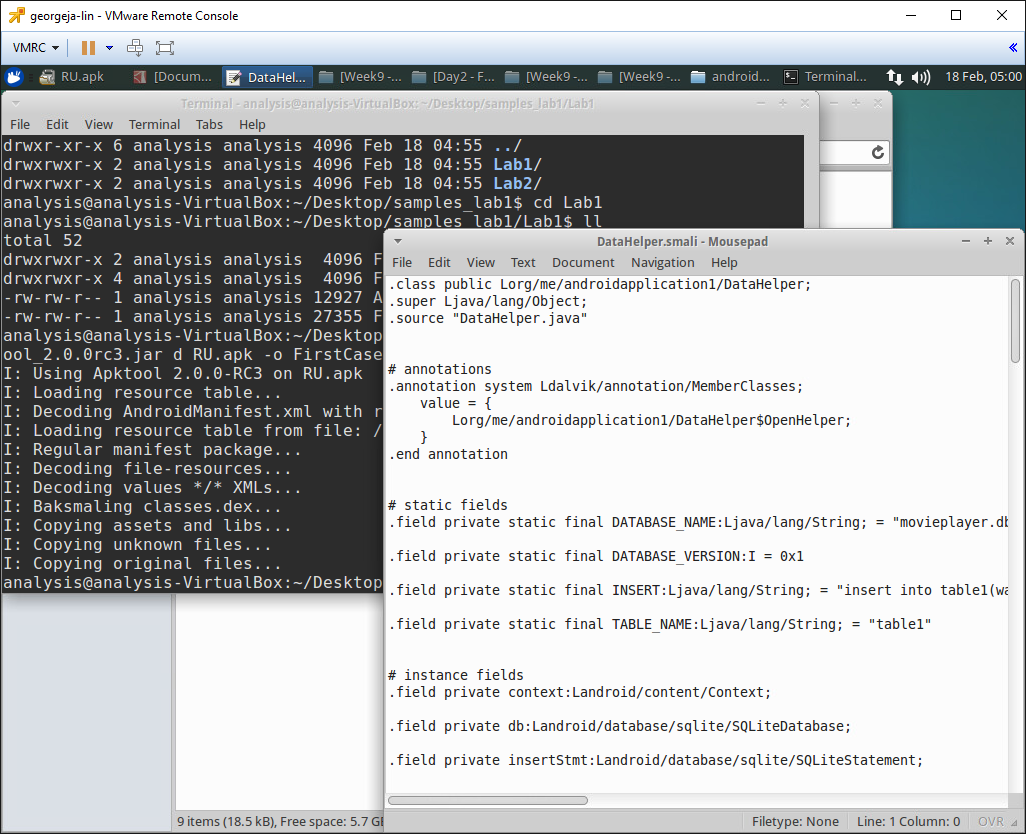 georgeja-lin - VMware Remote Console
VMRC
RU.apk [Docum... DataHel... [Week9 -... [Day2 - F... [Week9 -... [Week9 -... android... Terminal... 18 Feb, 05:00
Terminal - analysis@analysis-VirtualBox: ~/Desktop/samples_lab1/Lab1
File Edit View Terminal Tabs Help
drwxr-xr-x 6 analysis analysis 4096 Feb 18 04:55 ../
drwxrwxr-x 2 analysis analysis 4096 Feb 18 04:55 Lab1/
drwxrwxr-x 2 analysis analysis 4096 Feb 18 04:55 Lab2/
analysis@analysis-VirtualBox:~/Desktop/samples_lab1$ cd Lab1
analysis@analysis-VirtualBox:~/Desktop/samples_lab1/Lab1$ ll
total 52
drwxrwxr-x 2 analysis analysis  4096 F
drwxrwxr-x 4 analysis analysis  4096 F
-rw-rw-r-- 1 analysis analysis 12927 A
-rw-rw-r-- 1 analysis analysis 27355 F
analysis@analysis-VirtualBox:~/Desktop
ool_2.0.0rc3.jar d RU.apk -o FirstCase
I: Using Apktool 2.0.0-RC3 on RU.apk
I: Loading resource table...
I: Decoding AndroidManifest.xml with r
I: Loading resource table from file: /
I: Regular manifest package...
I: Decoding file-resources...
I: Decoding values */* XMLs...
I: Baksmaling classes.dex...
I: Copying assets and libs...
I: Copying unknown files...
I: Copying original files...
analysis@analysis-VirtualBox:~/Desktop
9 items (18.5 kB), Free space: 5.7 GB
DataHelper.smali - Mousepad
File Edit View Text Document Navigation Help
.class public Lorg/me/androidapplication1/DataHelper;
.super Ljava/lang/Object;
.source "DataHelper.java"
# annotations
.annotation system Ldalvik/annotation/MemberClasses;
value = {
Lorg/me/androidapplication1/DataHelper$OpenHelper;
}
.end annotation
# static fields
.field private static final DATABASE_NAME:Ljava/lang/String; = "movieplayer.db
.field private static final DATABASE_VERSION:I = 0x1
.field private static final INSERT:Ljava/lang/String; = "insert into table1(wa
.field private static final TABLE_NAME:Ljava/lang/String; = "table1"
# instance fields
.field private context:Landroid/content/Context;
.field private db:Landroid/database/sqlite/SQLiteDatabase;
.field private insertStmt:Landroid/database/sqlite/SQLiteStatement;
Filetype: None Line: 1 Column: 0 OVR